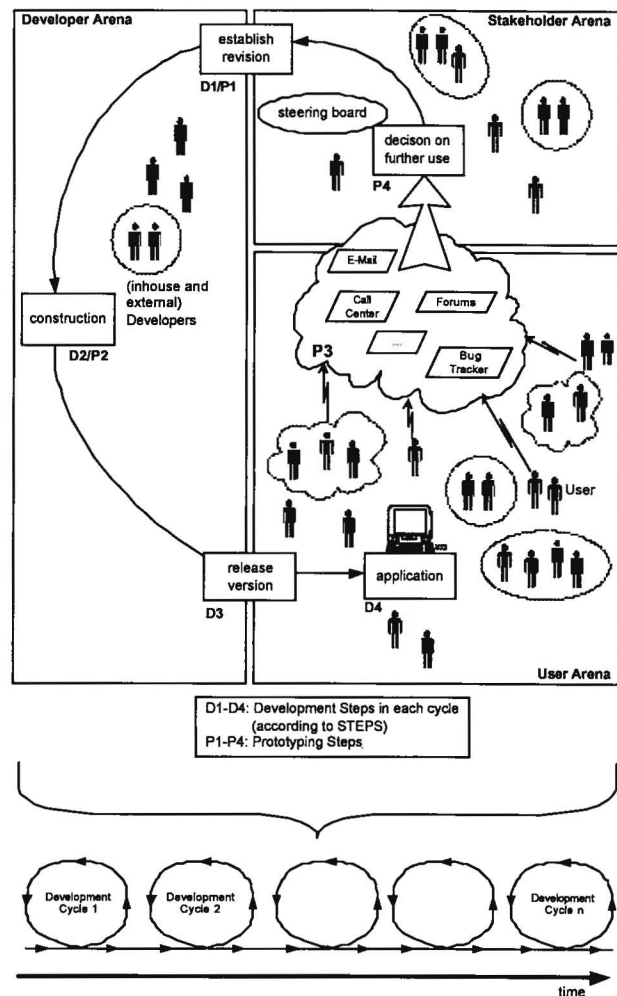 Developer Arena
Stakeholder Arena
establish
revision
D1/P1
steering board
decison on
further use
P4
(inhouse and
external)
Developers
construction
D2/P2
E-Mail
Call
Center
Forums
...
Bug
Tracker
P3
User
release
version
D3
application
D4
User Arena
D1-D4: Development Steps in each cycle
(according to STEPS)
P1-P4: Prototyping Steps
Development
Cycle 1
Development
Cycle 2
Development
Cycle n
time